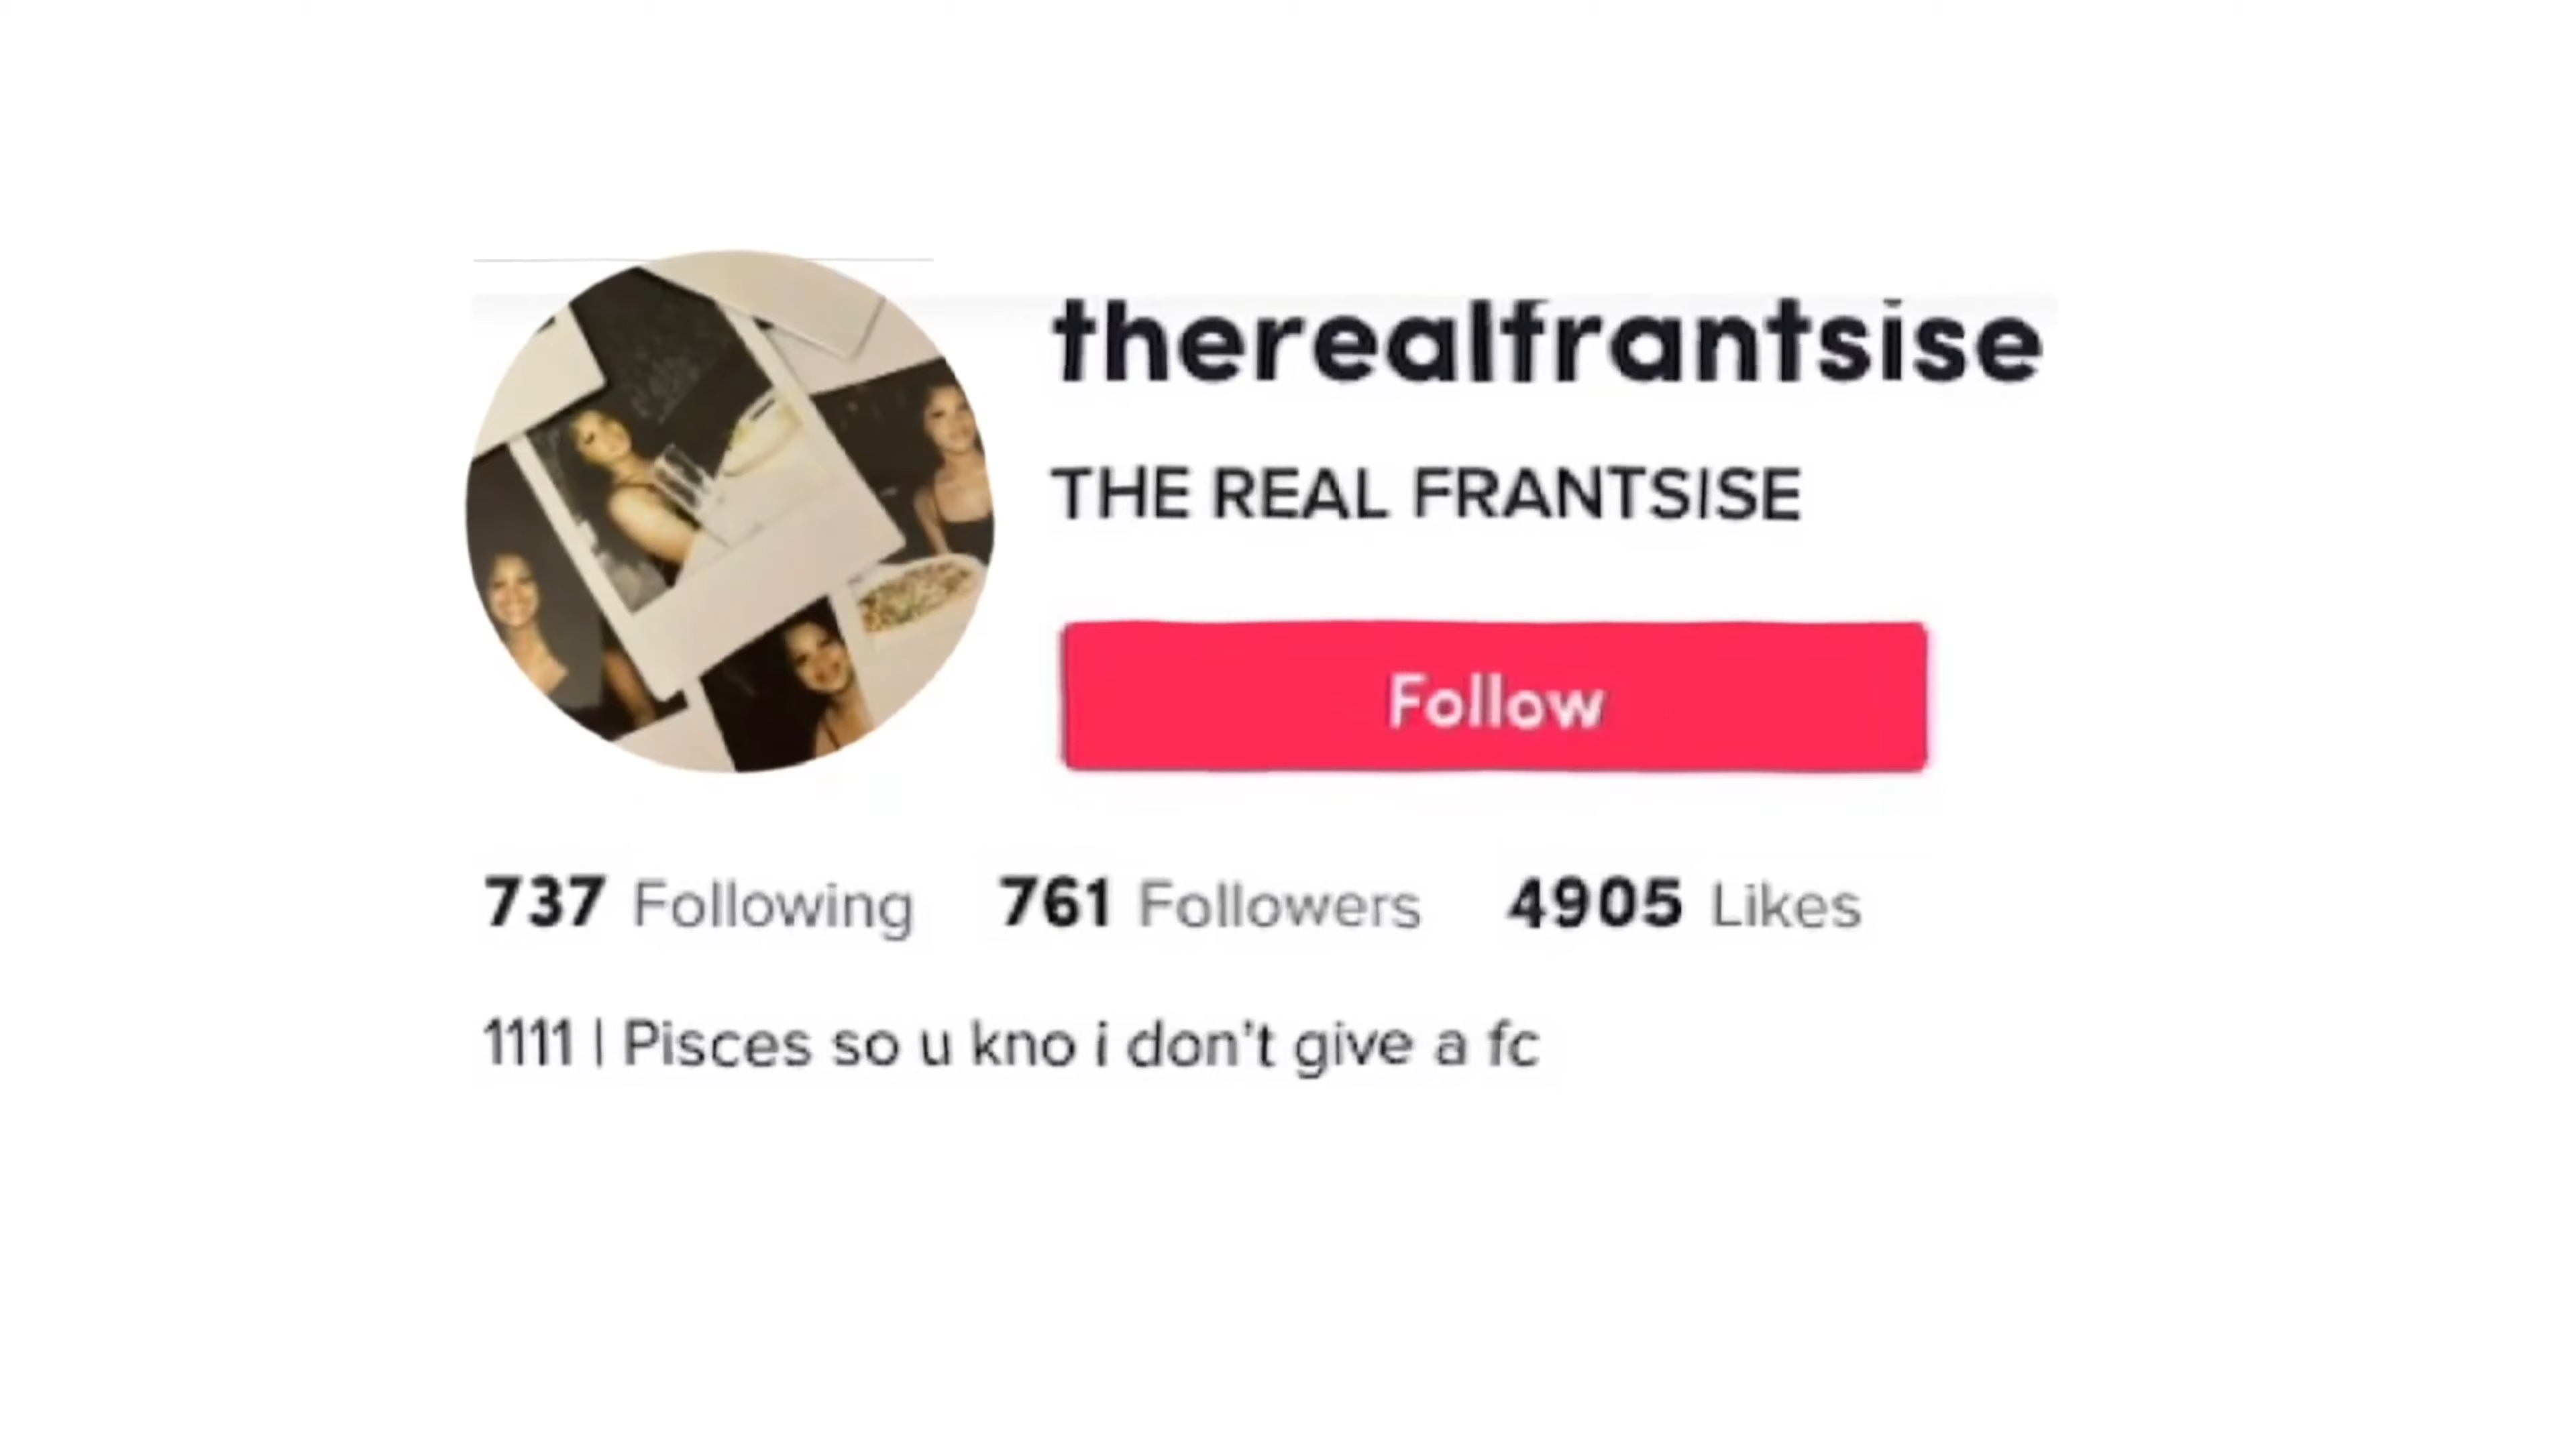 therealfrantsise
THE REAL FRANTSISE
Follow
737 Following 761 Followers 4905 Likes
1111 | Pisces so u kno i don't give a fc